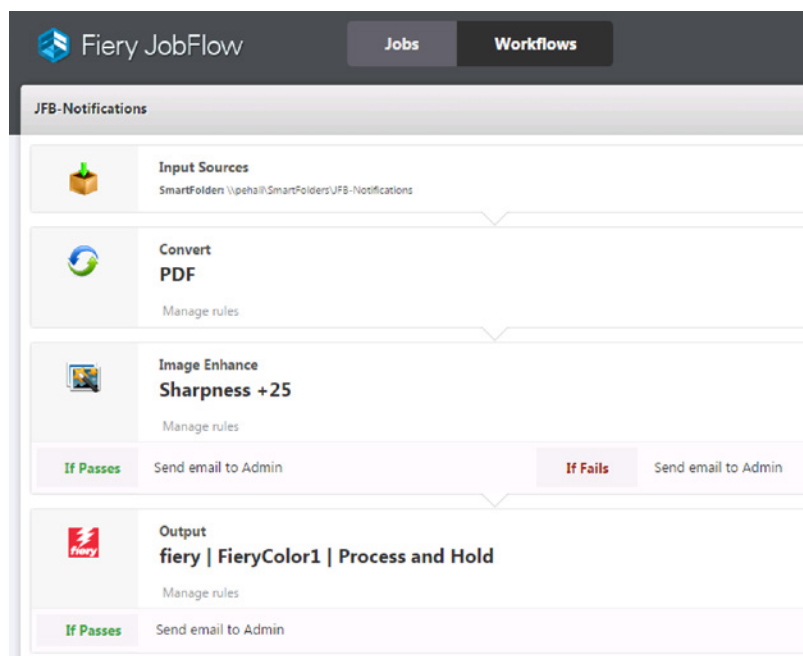 Fiery JobFlow
Jobs
Workflows
JFB-Notifications
Input Sources
SmartFolder: \\pehall\SmartFolders\JFB-Notifications
Convert
PDF
Manage rules
Image Enhance
Sharpness +25
Manage rules
If Passes
Send email to Admin
If Fails
Send email to Admin
Output
fiery
fiery | FieryColor1 | Process and Hold
Manage rules
If Passes
Send email to Admin